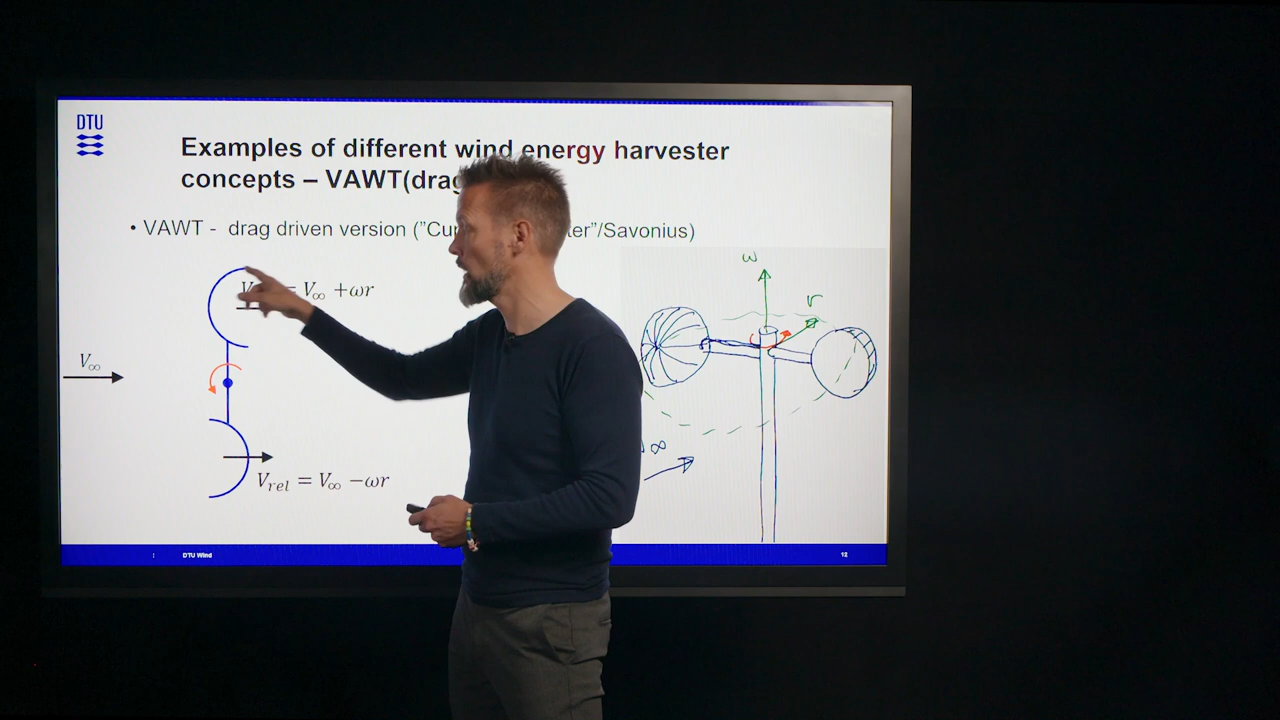 DTU
Examples of different wind energy harvester
concepts – VAWT(drag
• VAWT - drag driven version ("Cu ter"/Savonius)
V = V∞ +ωr
V∞
V_rel = V∞ −ωr
ω
r
∞
:
DTU Wind
12